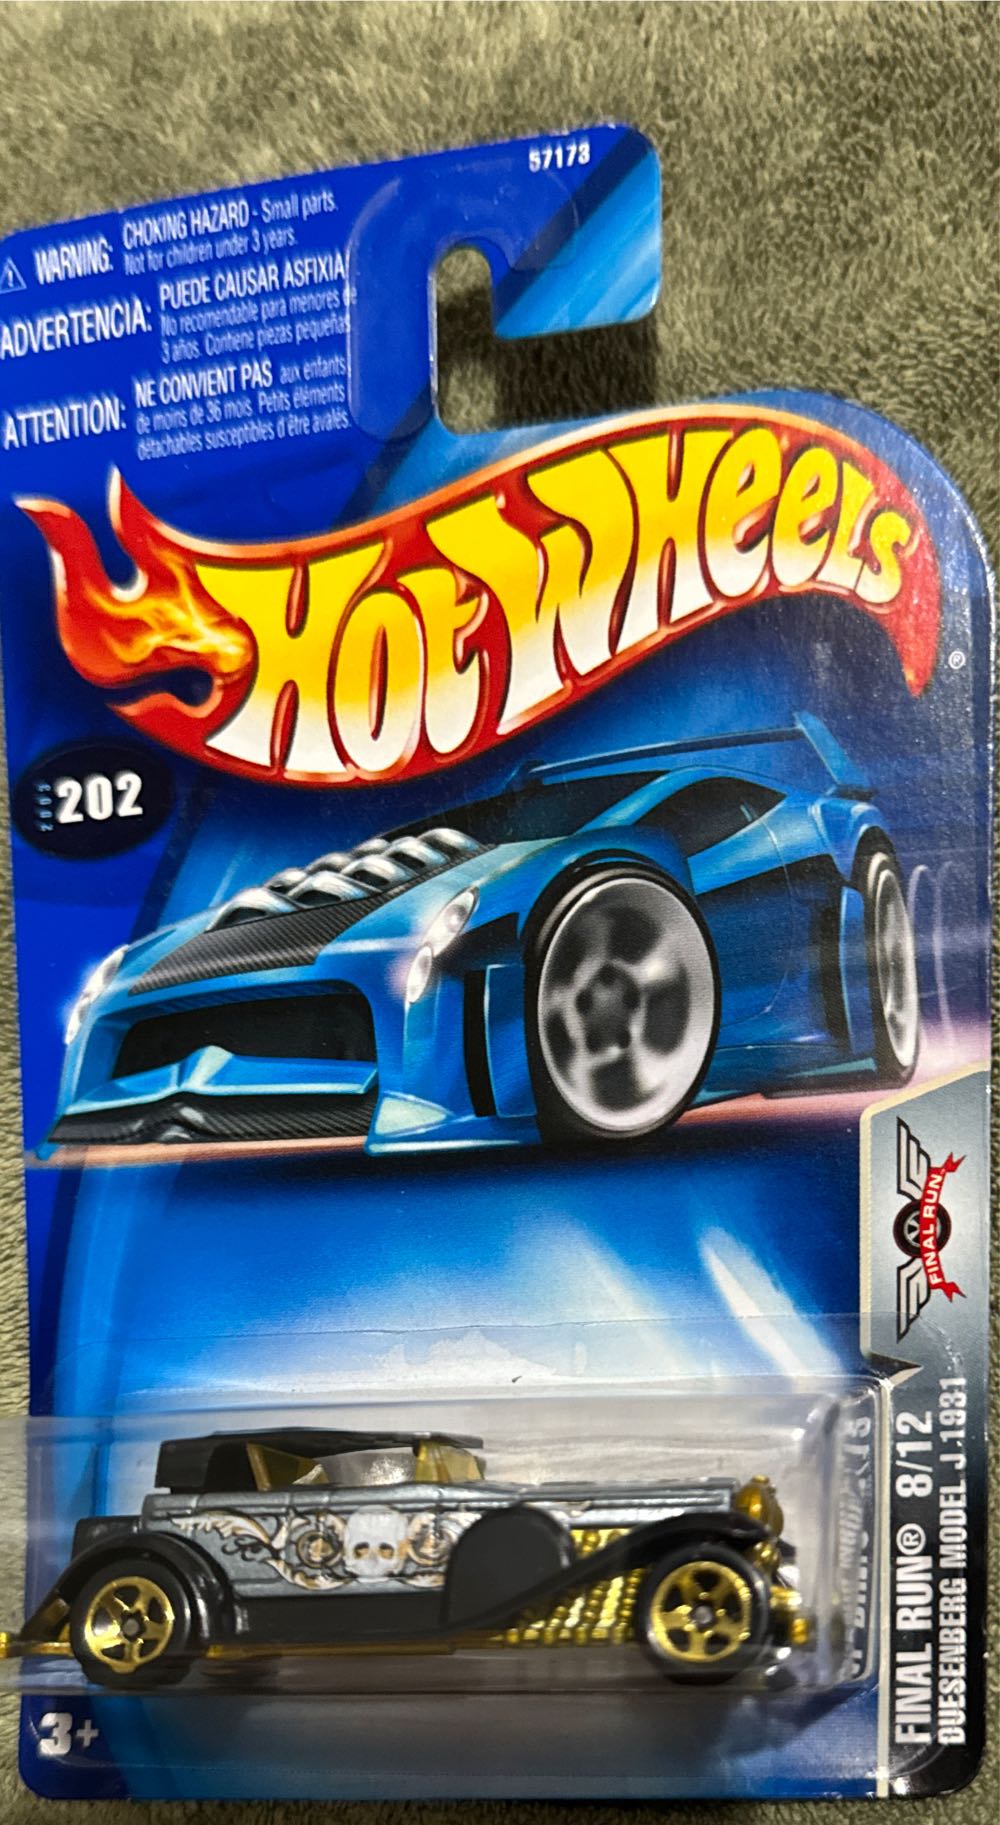 57173
WARNING: CHOKING HAZARD - Small parts.
Not for children under 3 years.
ADVERTENCIA: PUEDE CAUSAR ASFIXIA
No recomendable para menores de
3 años. Contiene piezas pequeñas
ATTENTION: NE CONVIENT PAS aux enfants
de moins de 36 mois. Petits éléments
détachables susceptibles d'être avalés.
HOT WHEELS
®
2003 202
FINAL RUN
FINAL RUN® 8/12
DUESENBERG MODEL J 1931
3+